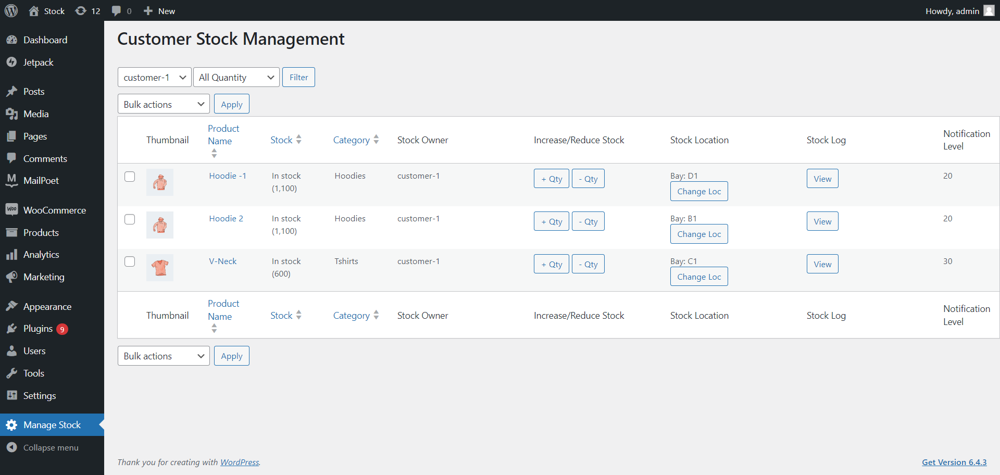 Stock 12 0 New Howdy, admin
Dashboard
Jetpack
Posts
Media
Pages
Comments
MailPoet
WooCommerce
Products
Analytics
Marketing
Appearance
Plugins 9
Users
Tools
Settings
Manage Stock
Collapse menu
Customer Stock Management
customer-1 All Quantity Filter
Bulk actions Apply
Thumbnail Product Name Stock Category Stock Owner Increase/Reduce Stock Stock Location Stock Log Notification Level
Hoodie -1 In stock (1,100) Hoodies customer-1 + Qty - Qty Bay: D1 Change Loc View 20
Hoodie 2 In stock (1,100) Hoodies customer-1 + Qty - Qty Bay: B1 Change Loc View 20
V-Neck In stock (600) Tshirts customer-1 + Qty - Qty Bay: C1 Change Loc View 30
Thumbnail Product Name Stock Category Stock Owner Increase/Reduce Stock Stock Location Stock Log Notification Level
Bulk actions Apply
Thank you for creating with WordPress. Get Version 6.4.3